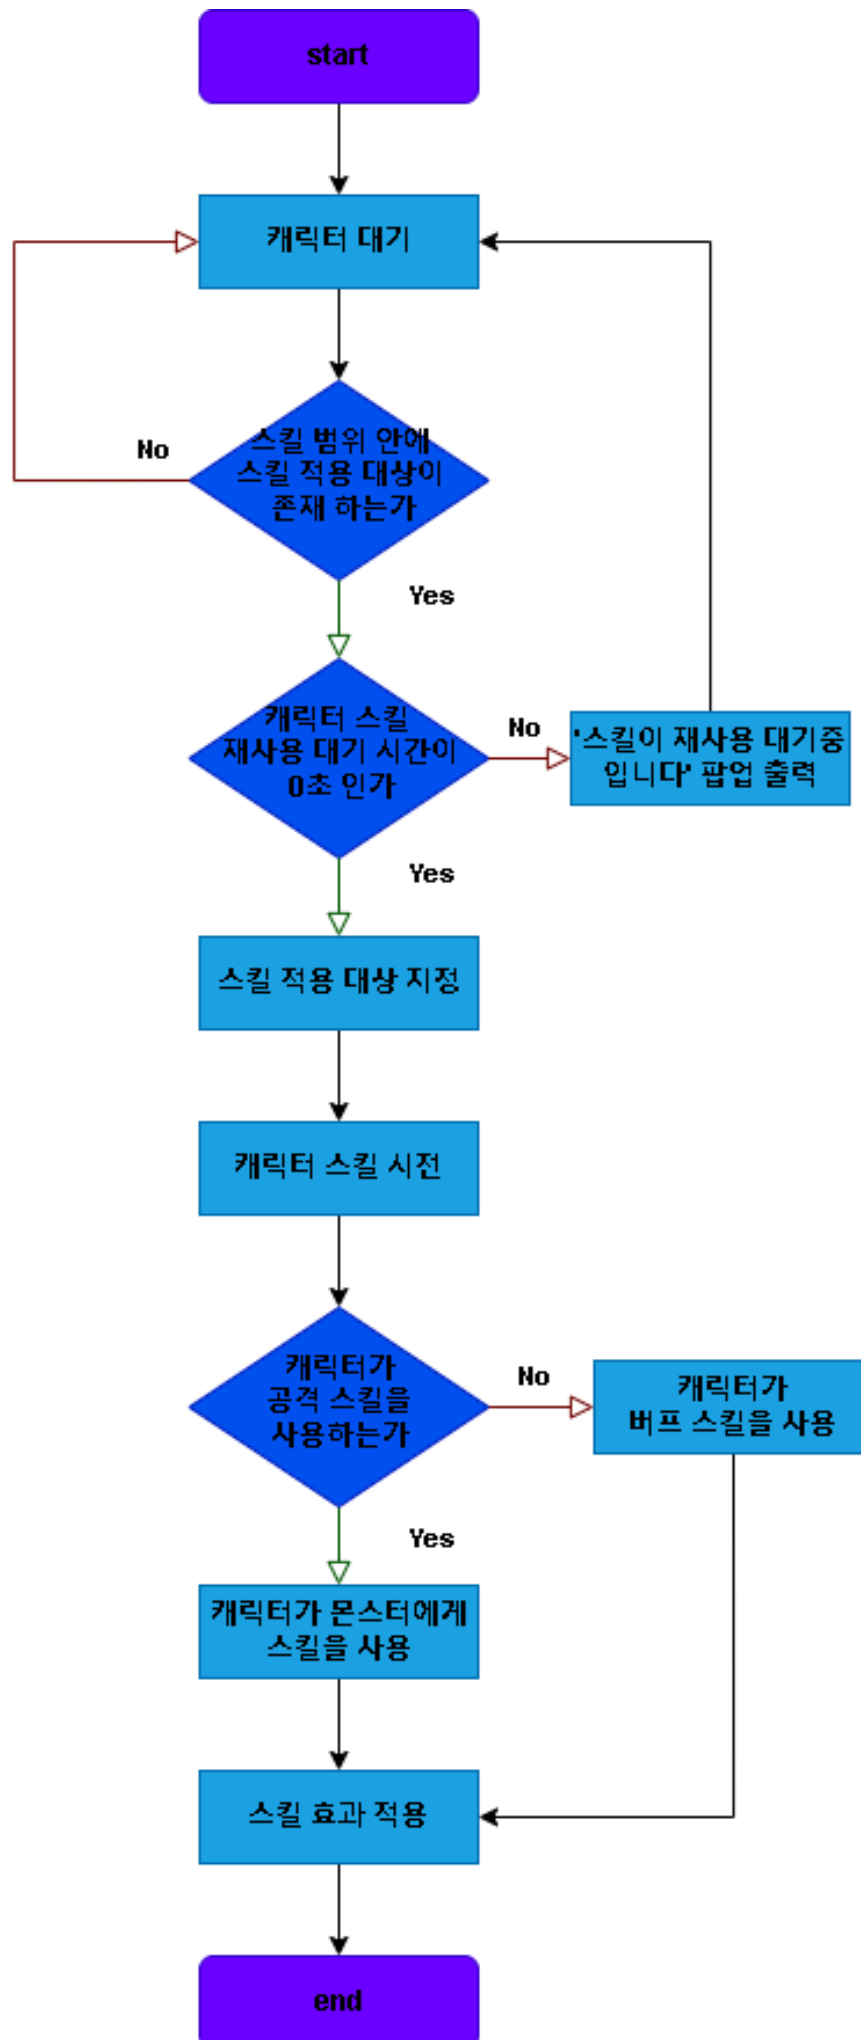 start
캐릭터 대기
스킬 범위 안에
스킬 적용 대상이
존재 하는가
No
Yes
캐릭터 스킬
재사용 대기 시간이
0초 인가
No
'스킬이 재사용 대기중
입니다' 팝업 출력
Yes
스킬 적용 대상 지정
캐릭터 스킬 시전
캐릭터가
공격 스킬을
사용하는가
No
캐릭터가
버프 스킬을 사용
Yes
캐릭터가 몬스터에게
스킬을 사용
스킬 효과 적용
end